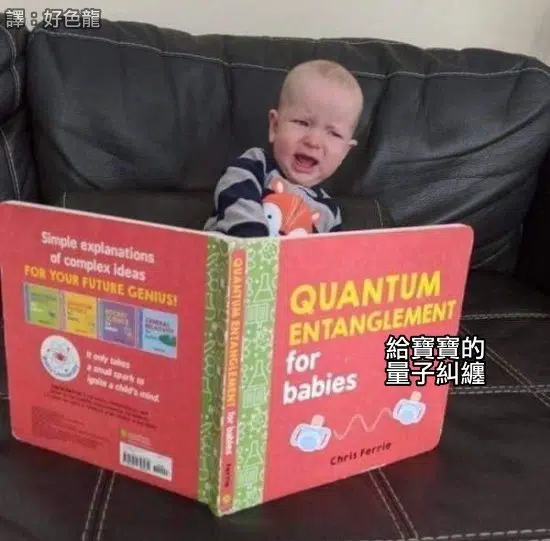 譯：好色龍
Simple explanations
of complex ideas
FOR YOUR FUTURE GENIUS!
It only takes
a small spark to
ignite a child's mind.
QUANTUM ENTANGLEMENT for babies
Ferrie
QUANTUM
ENTANGLEMENT
for
babies
給寶寶的
量子糾纏
Chris Ferrie